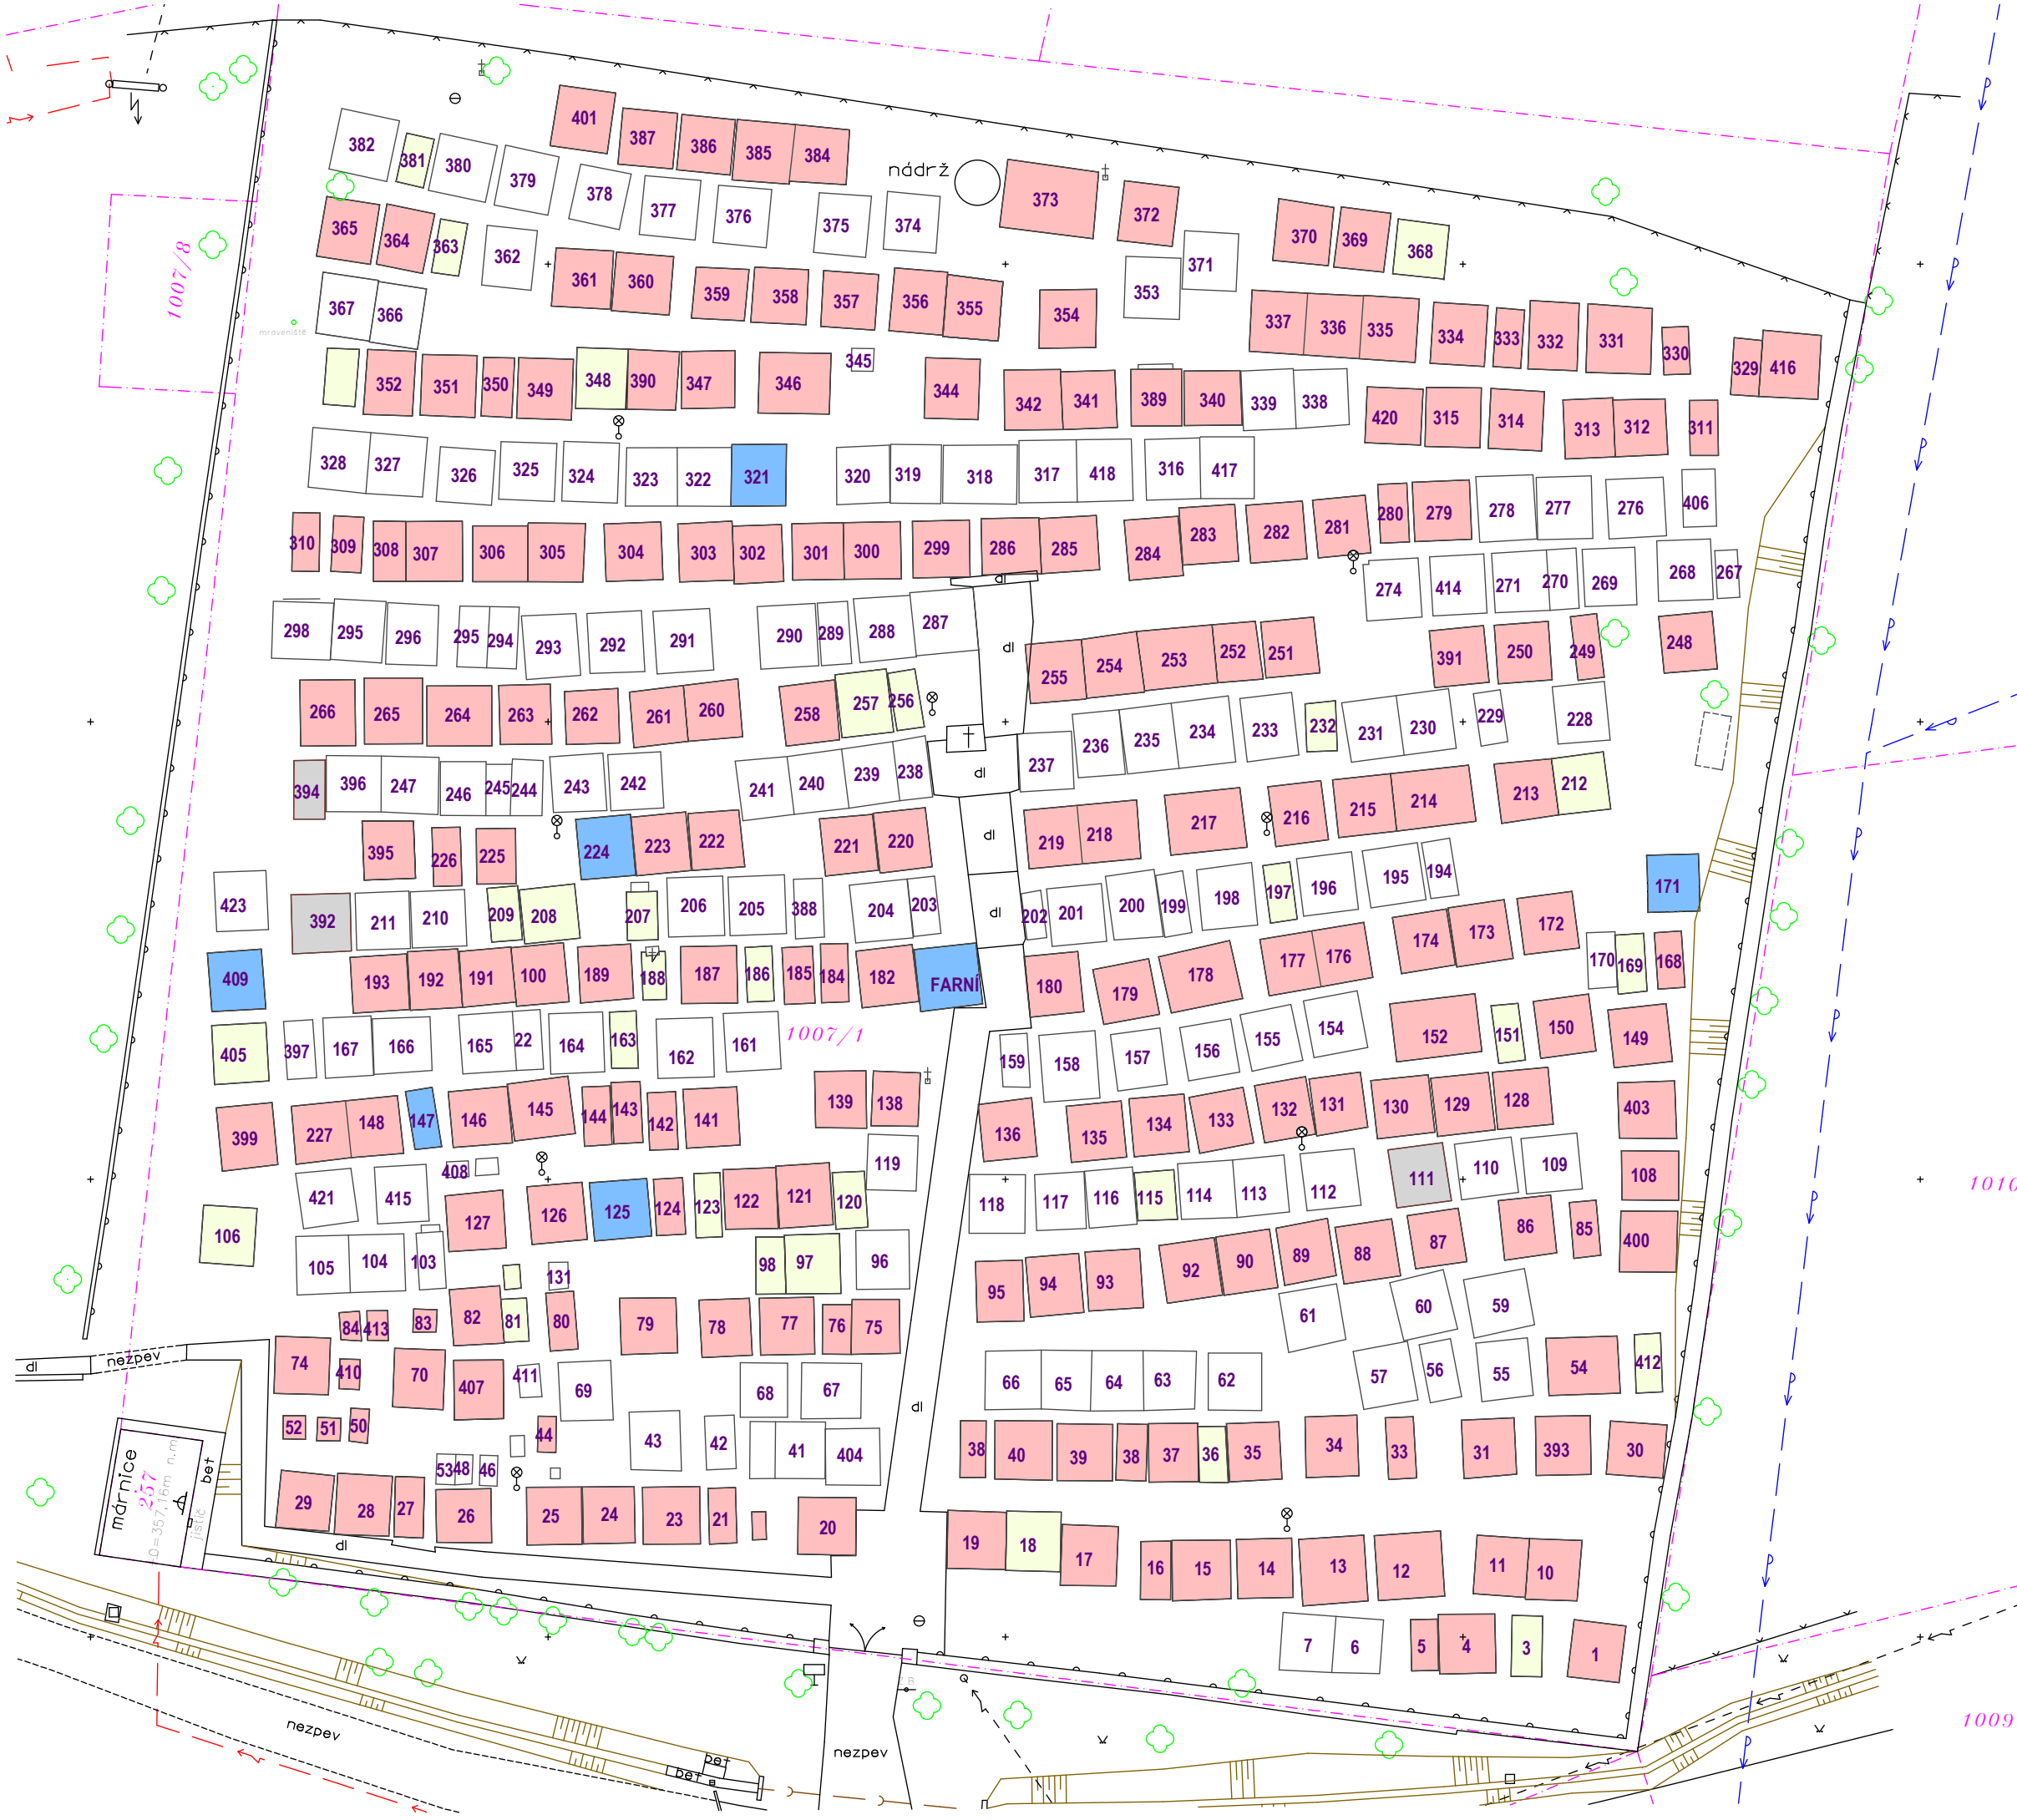 401 387 386 385 384
382 381 380 379 378 377 376 375 374 nádrž 373 372
365 364 363 362 371 370 369 368
1007/8
361 360 359 358 357 356 355 354 353
367 366 337 336 335 334 333 332 331 330 329 416
mraveniště
352 351 350 349 348 390 347 346 345 344 342 341 389 340 339 338
420 315 314 313 312 311
328 327 326 325 324 323 322 321 320 319 318 317 418 316 417
284 283 282 281 280 279 278 277 276 406
310 309 308 307 306 305 304 303 302 301 300 299 286 285
dl
274 414 271 270 269 268 267
298 295 296 295 294 293 292 291 290 289 288 287 dl
255 254 253 252 251 391 250 249 248
266 265 264 263 262 261 260 258 257 256
236 235 234 233 232 231 230 229 228
394 396 247 246 245 244 243 242 241 240 239 238 dl 237
219 218 217 216 215 214 213 212
395 226 225 224 223 222 221 220 dl
423 392 211 210 209 208 207 206 205 388 204 203 dl
202 201 200 199 198 197 196 195 194 171
409 193 192 191 100 189 188 187 186 185 184 182 FARNÍ
180 179 178 177 176 174 173 172 170 169 168
405 397 167 166 165 22 164 163 162 161 1007/1
159 158 157 156 155 154 152 151 150 149
399 227 148 147 146 145 144 143 142 141 139 138
136 135 134 133 132 131 130 129 128 403
421 415 408 119
118 117 116 115 114 113 112 111 110 109 108
1010
106 127 126 125 124 123 122 121 120
105 104 103 131 98 97 96
95 94 93 92 90 89 88 87 86 85 400
84 413 83 82 81 80 79 78 77 76 75
61 60 59
dl nezpev
74 410 70 407 411 69 68 67
66 65 64 63 62 57 56 55 54 412
dl
52 51 50 44 43 42 41 404
38 40 39 38 37 36 35 34 33 31 393 30
53 48 46
márnice
257
0=357,16m n.m
jistič
bet
29 28 27 26 25 24 23 21 20
dl
19 18 17 16 15 14 13 12 11 10
7 6 5 4 3 1
nezpev
nezpev
bet
bet
1009